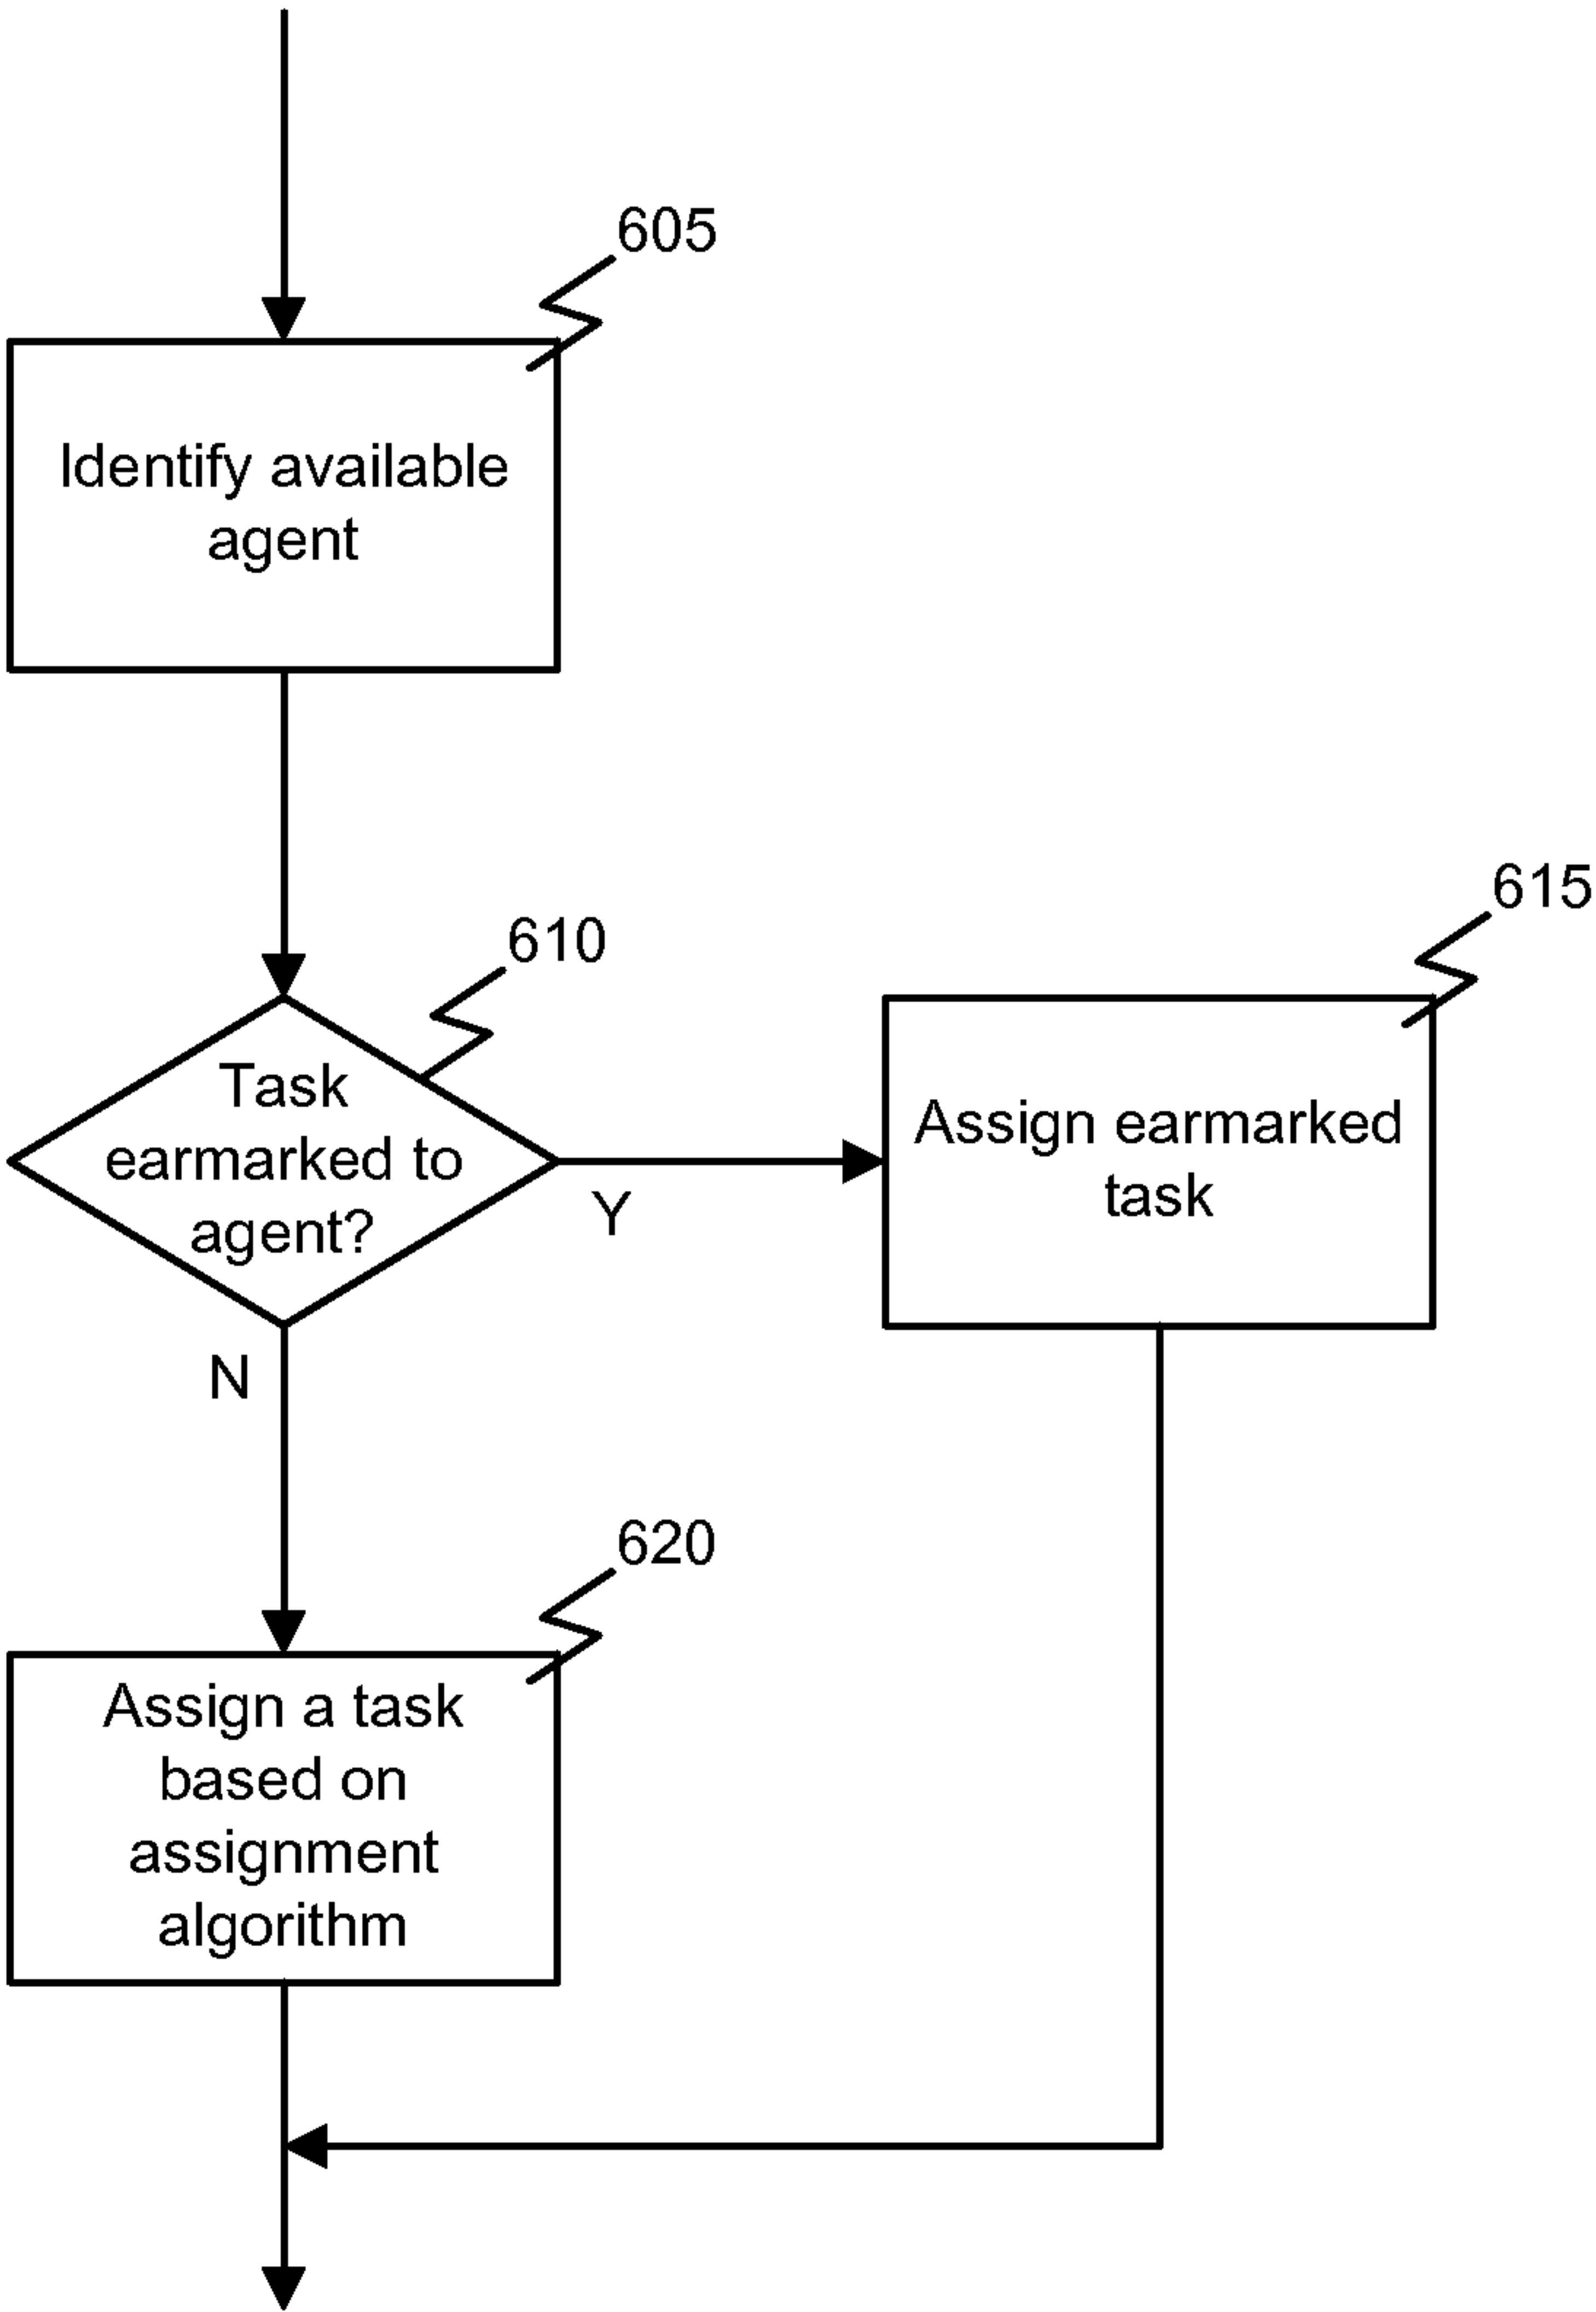 605
Identify available
agent
610
Task
earmarked to
agent?
Y
N
615
Assign earmarked
task
620
Assign a task
based on
assignment
algorithm